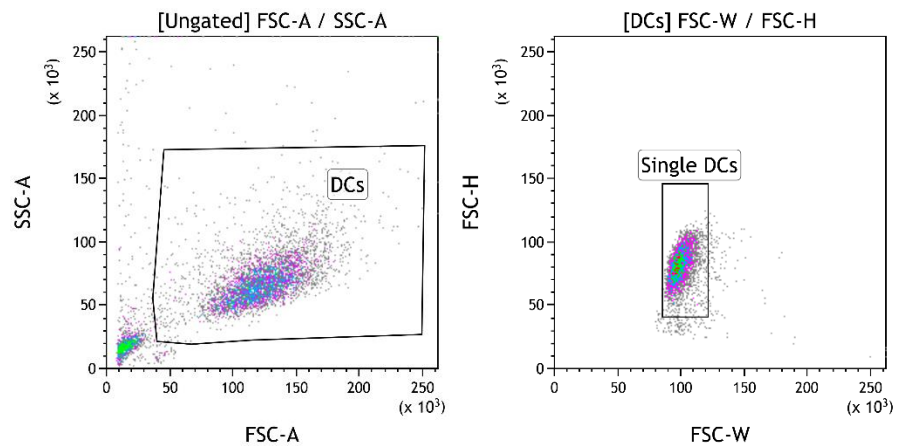 [Ungated] FSC-A / SSC-A
(x 10³)
250
200
150
100
50
0
SSC-A
DCs
0 50 100 150 200 250
(x 10³)
FSC-A
[DCs] FSC-W / FSC-H
(x 10³)
250
200
150
100
50
0
FSC-H
Single DCs
0 50 100 150 200 250
(x 10³)
FSC-W